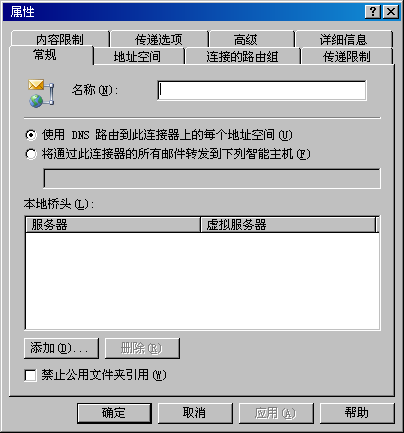 属性
内容限制 传递选项 高级 详细信息
常规 地址空间 连接的路由组 传递限制
名称(N):
使用 DNS 路由到此连接器上的每个地址空间(U)
将通过此连接器的所有邮件转发到下列智能主机(F)
本地桥头(L):
服务器 虚拟服务器
添加(D)... 删除(R)
禁止公用文件夹引用(W)
确定 取消 应用(A) 帮助